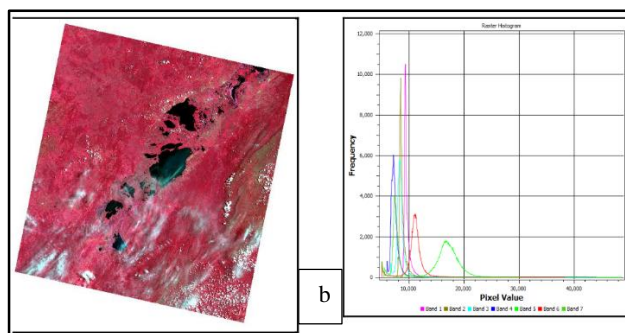 Raster Histogram
12,000
10,000
8,000
6,000
4,000
2,000
0
Frequency
10,000 20,000 30,000 40,000
Pixel Value
Band 1 Band 2 Band 3 Band 4 Band 5 Band 6 Band 7
b